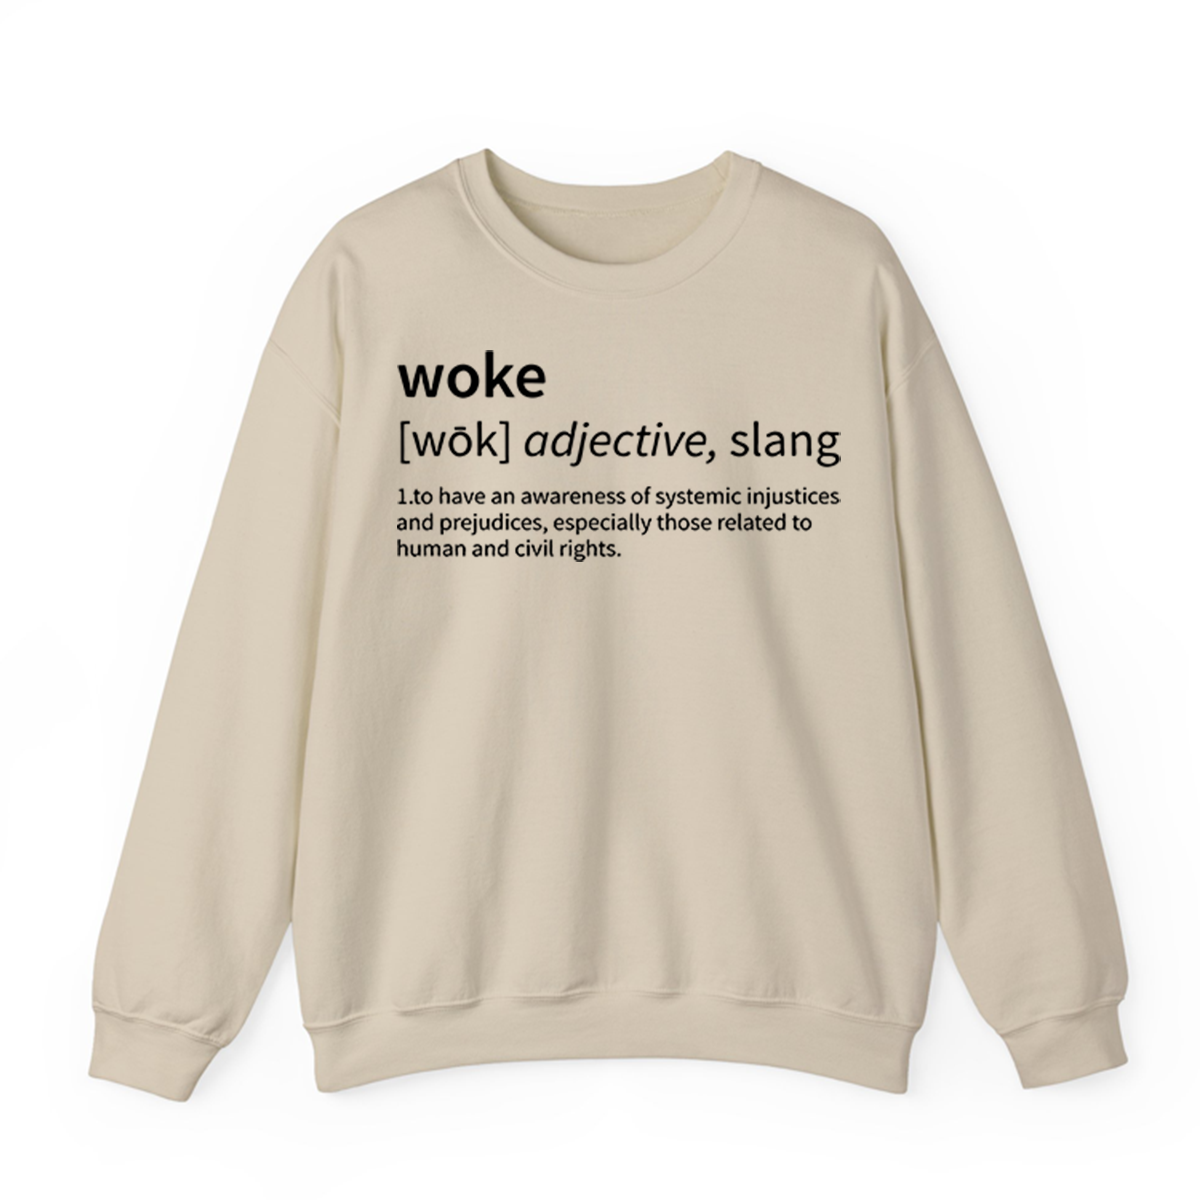 woke
[wōk] adjective, slang
1.to have an awareness of systemic injustices
and prejudices, especially those related to
human and civil rights.